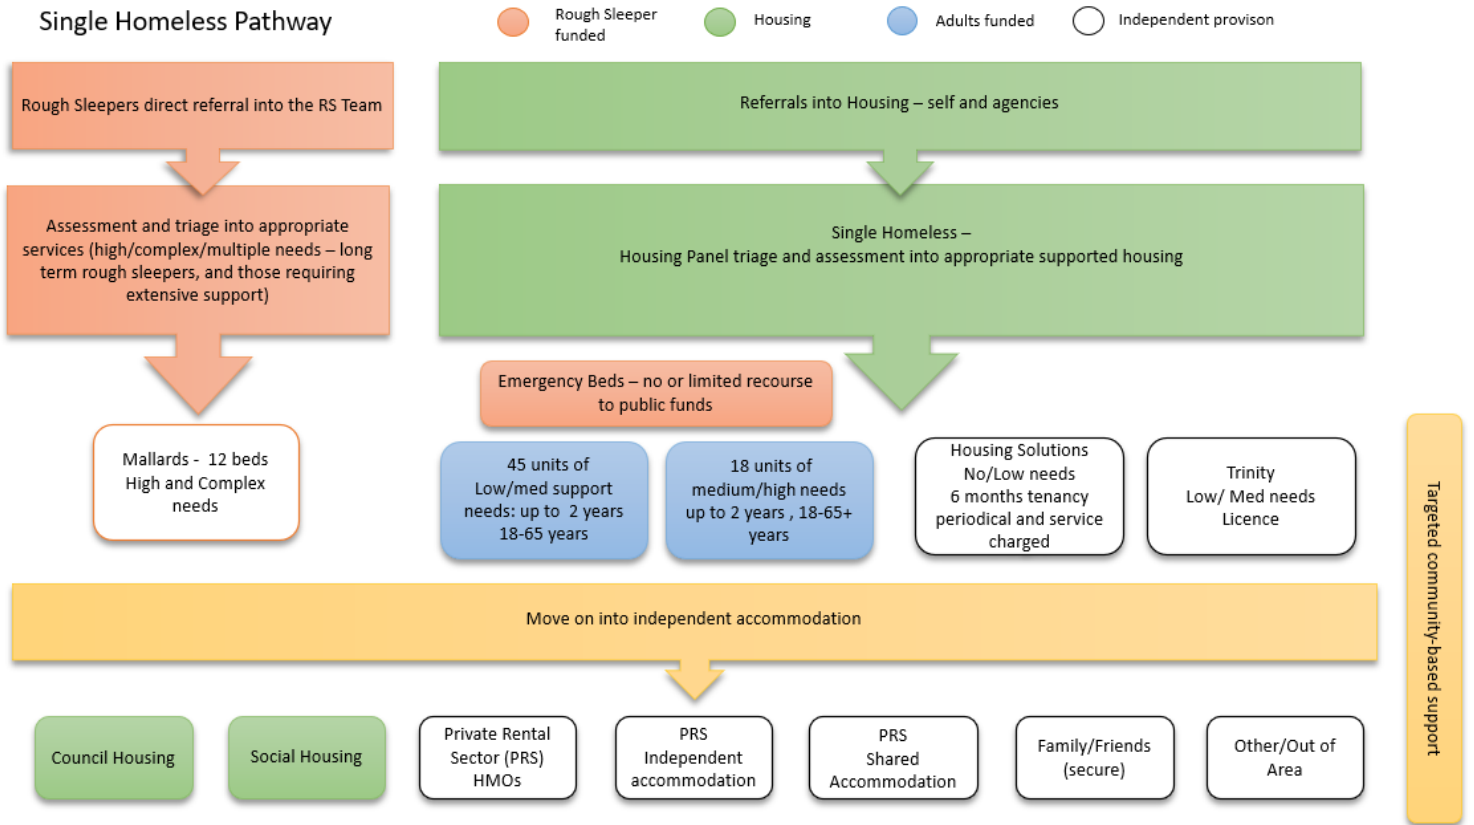 Single Homeless Pathway
Rough Sleeper
funded
Housing
Adults funded
Independent provison
Rough Sleepers direct referral into the RS Team
Referrals into Housing – self and agencies
Assessment and triage into appropriate
services (high/complex/multiple needs – long
term rough sleepers, and those requiring
extensive support)
Single Homeless –
Housing Panel triage and assessment into appropriate supported housing
Emergency Beds – no or limited recourse
to public funds
Mallards - 12 beds
High and Complex
needs
45 units of
Low/med support
needs: up to 2 years
18-65 years
18 units of
medium/high needs
up to 2 years , 18-65+
years
Housing Solutions
No/Low needs
6 months tenancy
periodical and service
charged
Trinity
Low/ Med needs
Licence
Targeted community-based support
Move on into independent accommodation
Council Housing
Social Housing
Private Rental
Sector (PRS)
HMOs
PRS
Independent
accommodation
PRS
Shared
Accommodation
Family/Friends
(secure)
Other/Out of
Area